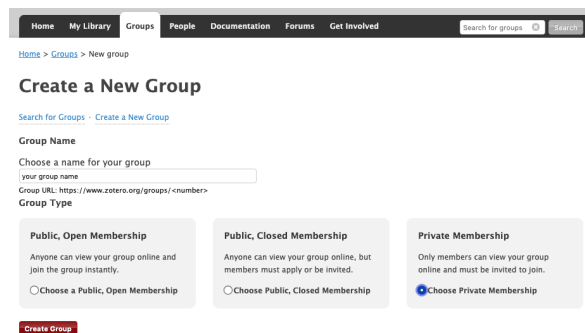 Home My Library Groups People Documentation Forums Get Involved
Search for groups Search
Home > Groups > New group
Create a New Group
Search for Groups · Create a New Group
Group Name
Choose a name for your group
your group name
Group URL: https://www.zotero.org/groups/<number>
Group Type
Public, Open Membership
Anyone can view your group online and
join the group instantly.
Choose a Public, Open Membership
Public, Closed Membership
Anyone can view your group online, but
members must apply or be invited.
Choose Public, Closed Membership
Private Membership
Only members can view your group
online and must be invited to join.
Choose Private Membership
Create Group